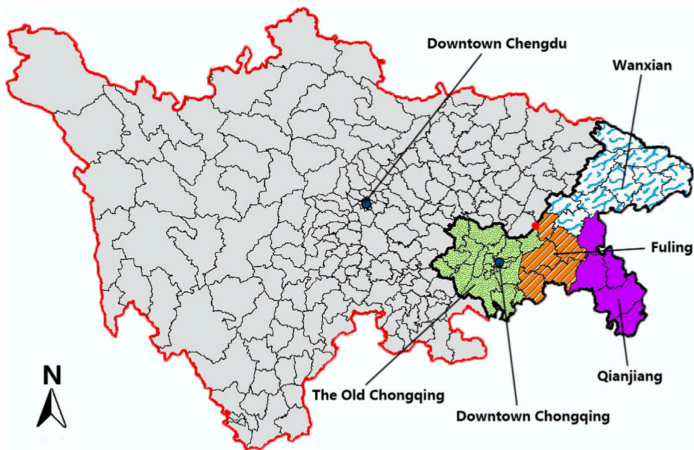 Downtown Chengdu
Wanxian
Fuling
Qianjiang
The Old Chongqing
Downtown Chongqing
N